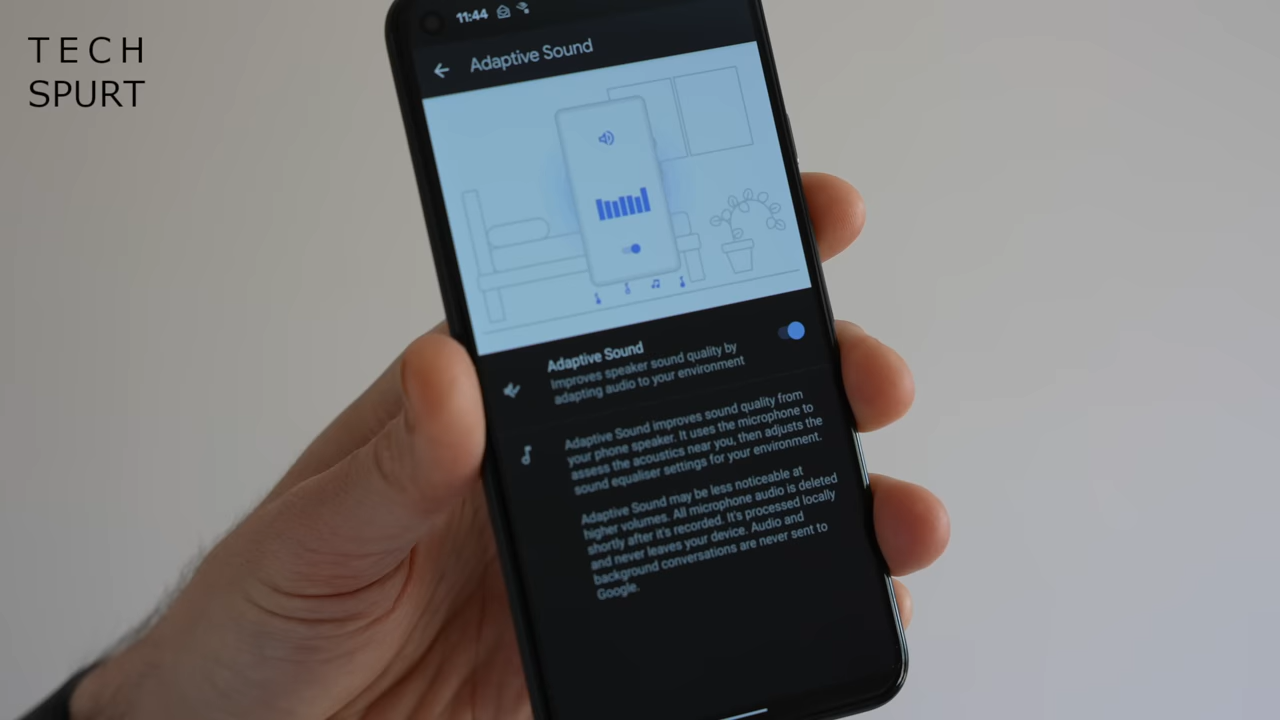 TECH
SPURT
11:44
Adaptive Sound
Adaptive Sound
Improves speaker sound quality by
adapting audio to your environment
Adaptive Sound improves sound quality from
your phone speaker. It uses the microphone to
assess the acoustics near you, then adjusts the
sound equaliser settings for your environment.
Adaptive Sound may be less noticeable at
higher volumes. All microphone audio is deleted
shortly after it's recorded. It's processed locally
and never leaves your device. Audio and
background conversations are never sent to
Google.